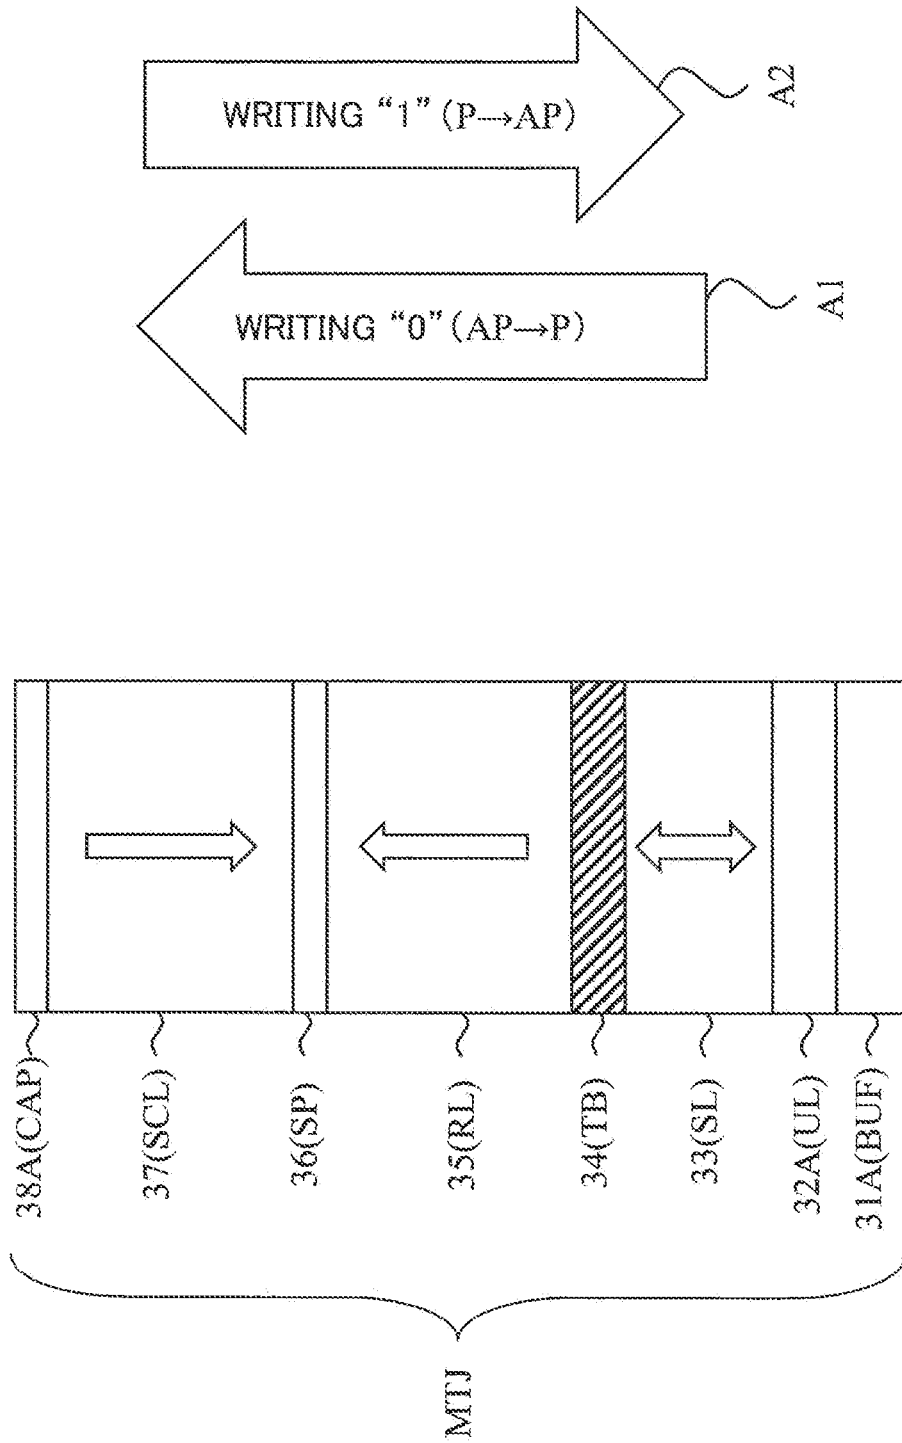 WRITING “1” (P→AP)
A2
WRITING “0” (AP→P)
A1
38A(CAP)
37(SCL)
36(SP)
35(RL)
34(TB)
33(SL)
32A(UL)
31A(BUF)
MTJ